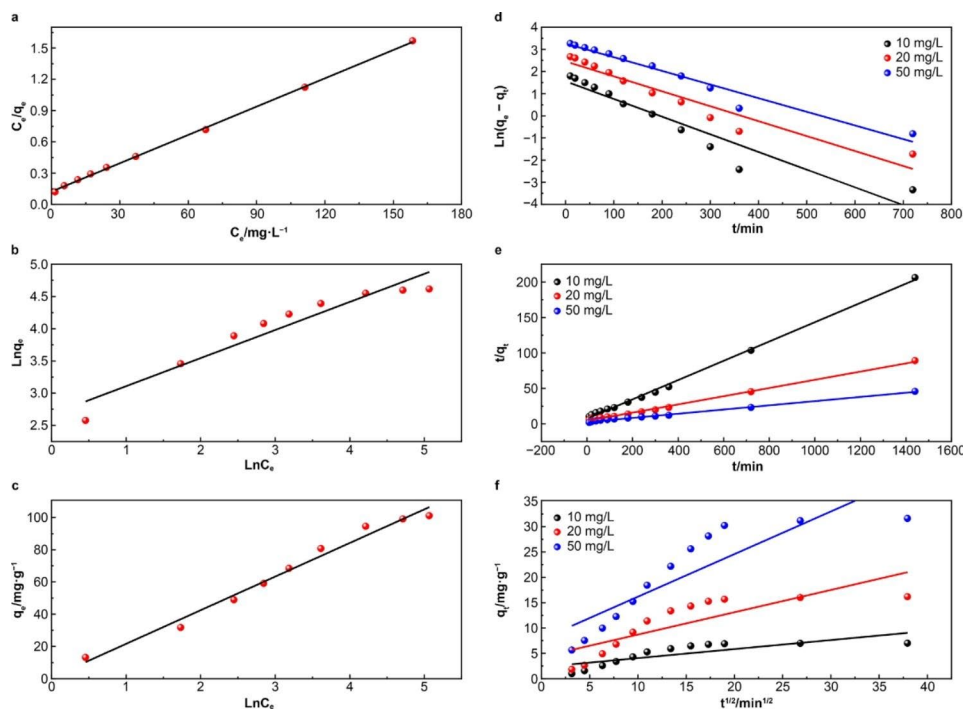 a
1.5
1.2
0.9
0.6
0.3
0.0
Cₑ/qₑ
0 30 60 90 120 150 180
Cₑ/mg·L⁻¹
b
5.0
4.5
4.0
3.5
3.0
2.5
Lnqₑ
0 1 2 3 4 5
LnCₑ
c
100
80
60
40
20
0
qₑ/mg·g⁻¹
0 1 2 3 4 5
LnCₑ
d
4
3
2
1
0
−1
−2
−3
−4
Ln(qₑ − qₜ)
10 mg/L
20 mg/L
50 mg/L
0 100 200 300 400 500 600 700 800
t/min
e
200
150
100
50
0
t/qₜ
10 mg/L
20 mg/L
50 mg/L
−200 0 200 400 600 800 1000 1200 1400 1600
t/min
f
35
30
25
20
15
10
5
0
qₜ/mg·g⁻¹
10 mg/L
20 mg/L
50 mg/L
0 5 10 15 20 25 30 35 40
t¹ᐟ²/min¹ᐟ²